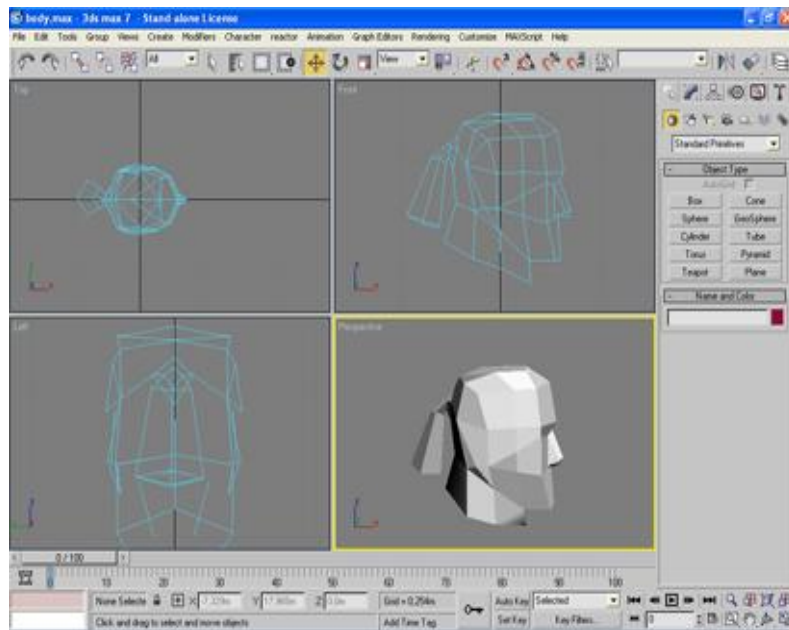 body.max - 3ds max 7 - Stand-alone License
File Edit Tools Group Views Create Modifiers Character reactor Animation Graph Editors Rendering Customize MAXScript Help
All
View
Top
Front
Standard Primitives
- Object Type
AutoGrid
Box Cone
Sphere GeoSphere
Cylinder Tube
Torus Pyramid
Teapot Plane
- Name and Color
Left
Perspective
0 / 100
0 10 20 30 40 50 60 70 80 90 100
None Selecte X Y Z Grid = 0,254m Auto Key Selected
Click and drag to select and move objects Add Time Tag Set Key Key Filters... 0